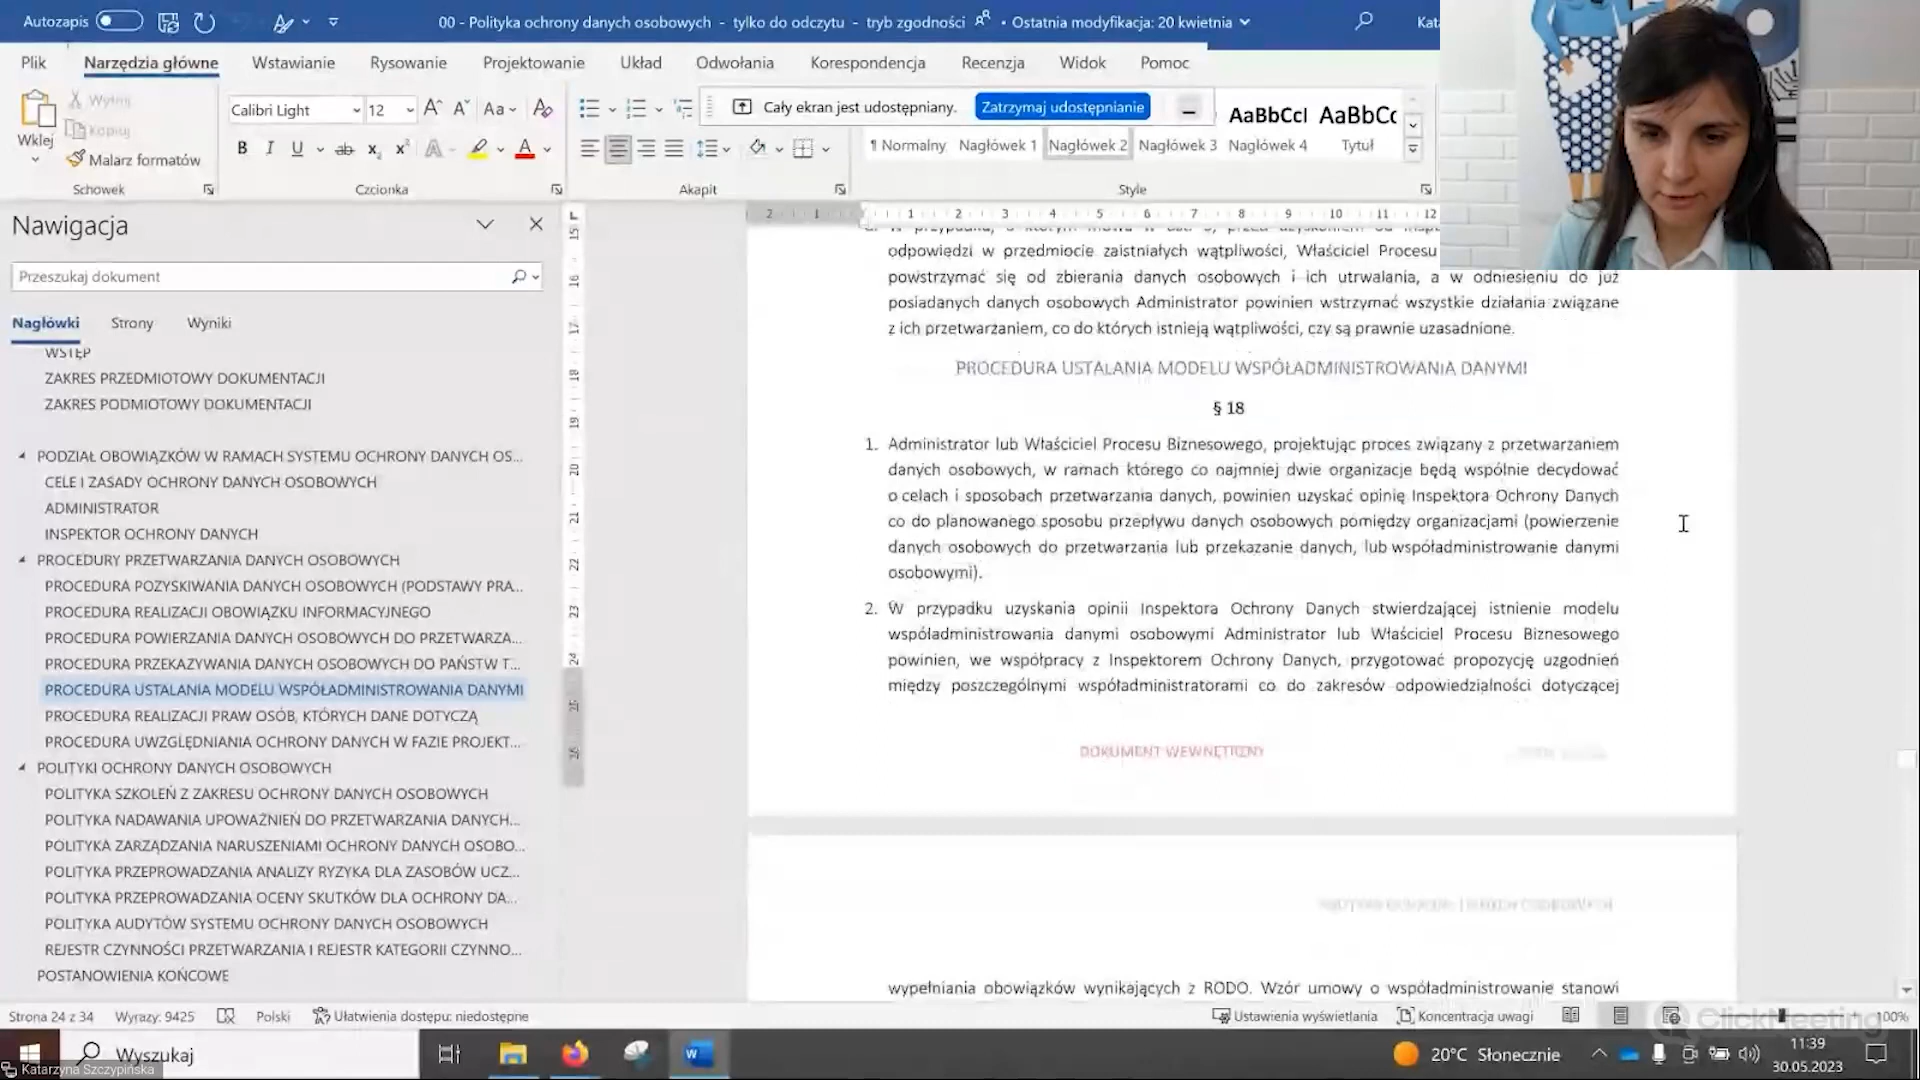 Autozapis
00 - Polityka ochrony danych osobowych - tylko do odczytu - tryb zgodności • Ostatnia modyfikacja: 20 kwietnia
Plik Narzędzia główne Wstawianie Rysowanie Projektowanie Układ Odwołania Korespondencja Recenzja Widok Pomoc
Cały ekran jest udostępniany. Zatrzymaj udostępnianie
Wklej
Wytnij
Kopiuj
Malarz formatów
Schowek
Calibri Light 12
Czcionka
Akapit
AaBbCcI AaBbCc
¶ Normalny Nagłówek 1 Nagłówek 2 Nagłówek 3 Nagłówek 4 Tytuł
Style
Nawigacja
Przeszukaj dokument
Nagłówki Strony Wyniki
WSTĘP
ZAKRES PRZEDMIOTOWY DOKUMENTACJI
ZAKRES PODMIOTOWY DOKUMENTACJI
PODZIAŁ OBOWIĄZKÓW W RAMACH SYSTEMU OCHRONY DANYCH OS...
CELE I ZASADY OCHRONY DANYCH OSOBOWYCH
ADMINISTRATOR
INSPEKTOR OCHRONY DANYCH
PROCEDURY PRZETWARZANIA DANYCH OSOBOWYCH
PROCEDURA POZYSKIWANIA DANYCH OSOBOWYCH (PODSTAWY PRA...
PROCEDURA REALIZACJI OBOWIĄZKU INFORMACYJNEGO
PROCEDURA POWIERZANIA DANYCH OSOBOWYCH DO PRZETWARZA...
PROCEDURA PRZEKAZYWANIA DANYCH OSOBOWYCH DO PAŃSTW T...
PROCEDURA USTALANIA MODELU WSPÓŁADMINISTROWANIA DANYMI
PROCEDURA REALIZACJI PRAW OSÓB, KTÓRYCH DANE DOTYCZĄ
PROCEDURA UWZGLĘDNIANIA OCHRONY DANYCH W FAZIE PROJEKT...
POLITYKI OCHRONY DANYCH OSOBOWYCH
POLITYKA SZKOLEŃ Z ZAKRESU OCHRONY DANYCH OSOBOWYCH
POLITYKA NADAWANIA UPOWAŻNIEŃ DO PRZETWARZANIA DANYCH...
POLITYKA ZARZĄDZANIA NARUSZENIAMI OCHRONY DANYCH OSOBO...
POLITYKA PRZEPROWADZANIA ANALIZY RYZYKA DLA ZASOBÓW UCZ...
POLITYKA PRZEPROWADZANIA OCENY SKUTKÓW DLA OCHRONY DA...
POLITYKA AUDYTÓW SYSTEMU OCHRONY DANYCH OSOBOWYCH
REJESTR CZYNNOŚCI PRZETWARZANIA I REJESTR KATEGORII CZYNNO...
POSTANOWIENIA KOŃCOWE
odpowiedzi w przedmiocie zaistniałych wątpliwości, Właściciel Procesu
powstrzymać się od zbierania danych osobowych i ich utrwalania, a w odniesieniu do już
posiadanych danych osobowych Administrator powinien wstrzymać wszystkie działania związane
z ich przetwarzaniem, co do których istnieją wątpliwości, czy są prawnie uzasadnione.
PROCEDURA USTALANIA MODELU WSPÓŁADMINISTROWANIA DANYMI
§ 18
1. Administrator lub Właściciel Procesu Biznesowego, projektując proces związany z przetwarzaniem
danych osobowych, w ramach którego co najmniej dwie organizacje będą wspólnie decydować
o celach i sposobach przetwarzania danych, powinien uzyskać opinię Inspektora Ochrony Danych
co do planowanego sposobu przepływu danych osobowych pomiędzy organizacjami (powierzenie
danych osobowych do przetwarzania lub przekazanie danych, lub współadministrowanie danymi
osobowymi).
2. W przypadku uzyskania opinii Inspektora Ochrony Danych stwierdzającej istnienie modelu
współadministrowania danymi osobowymi Administrator lub Właściciel Procesu Biznesowego
powinien, we współpracy z Inspektorem Ochrony Danych, przygotować propozycję uzgodnień
między poszczególnymi współadministratorami co do zakresów odpowiedzialności dotyczącej
DOKUMENT WEWNĘTRZNY
wypełniania obowiązków wynikających z RODO. Wzór umowy o współadministrowanie stanowi
Strona 24 z 34 Wyrazy: 9425 Polski Ułatwienia dostępu: niedostępne Ustawienia wyświetlania Koncentracja uwagi 100%
ClickMeeting
Wyszukaj
Katarzyna Szczypińska
20°C Słonecznie
11:39
30.05.2023